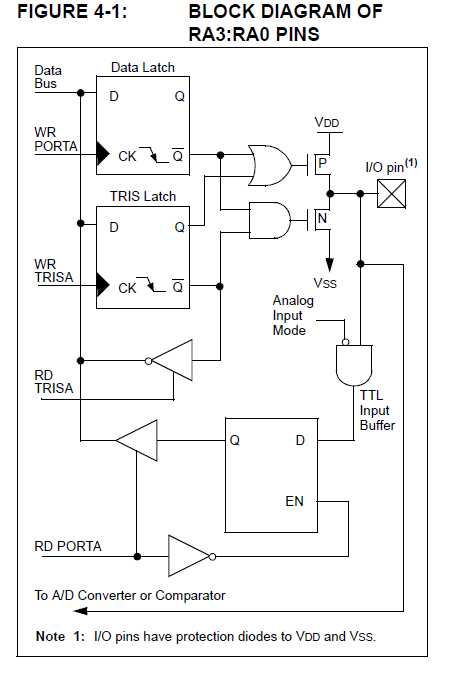 FIGURE 4-1: BLOCK DIAGRAM OF
RA3:RA0 PINS
Data
Bus
Data Latch
D Q
WR
PORTA
CK Q
VDD
P
I/O pin(1)
TRIS Latch
D Q
N
WR
TRISA
CK Q
VSS
Analog
Input
Mode
RD
TRISA
TTL
Input
Buffer
Q D
EN
RD PORTA
To A/D Converter or Comparator
Note 1: I/O pins have protection diodes to VDD and VSS.